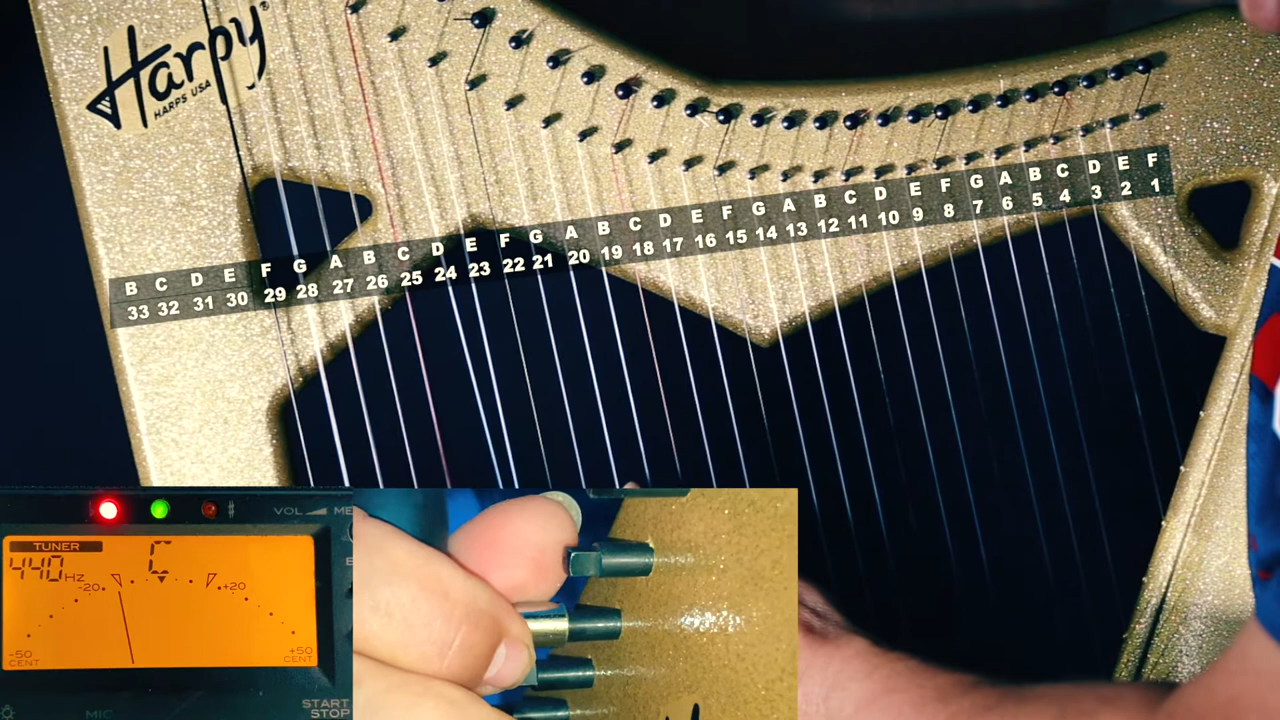 Harpy®
HARPS USA
B C D E F G A B C D E F G A B C D E F G A B C D E F G A B C D E F
33 32 31 30 29 28 27 26 25 24 23 22 21 20 19 18 17 16 15 14 13 12 11 10 9 8 7 6 5 4 3 2 1
♯ VOL ME
TUNER
440Hz C
-20 +20
-50 +50
CENT CENT
START
STOP
MIC